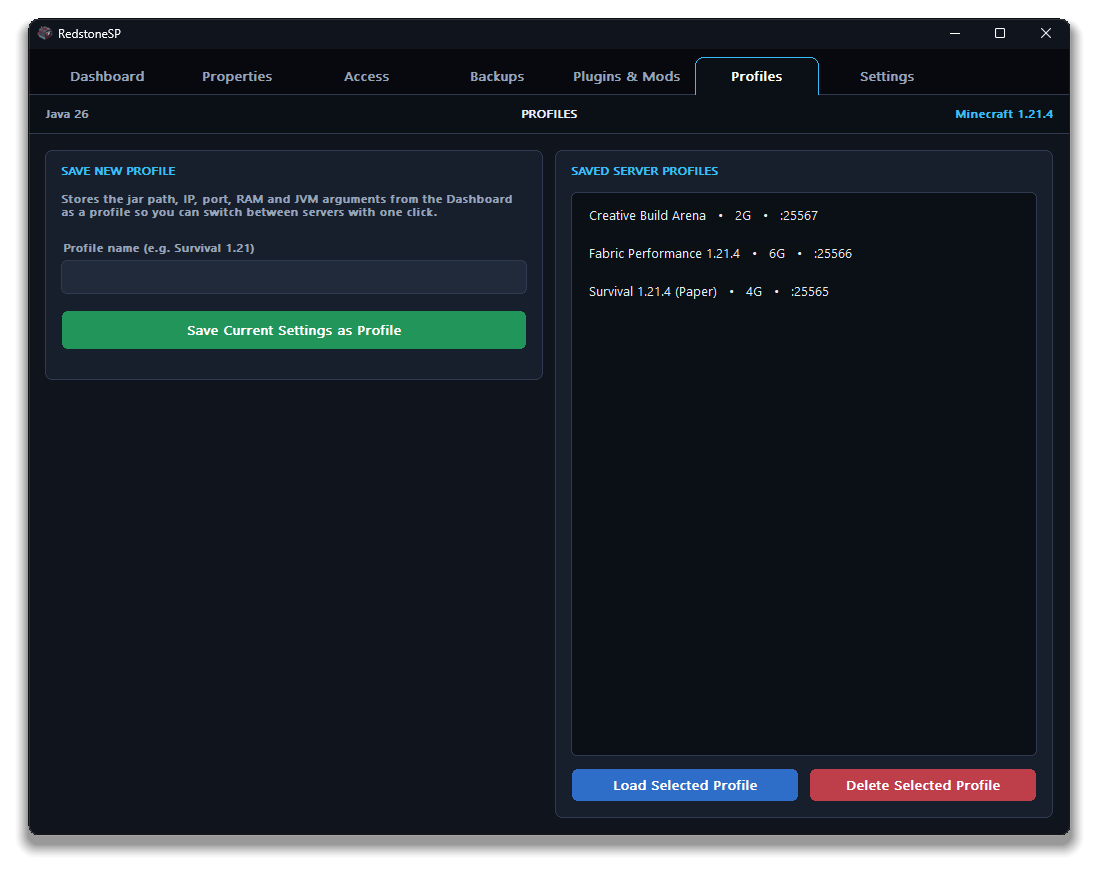 RedstoneSP
Dashboard
Properties
Access
Backups
Plugins & Mods
Profiles
Settings
Java 26
PROFILES
Minecraft 1.21.4
SAVE NEW PROFILE
Stores the jar path, IP, port, RAM and JVM arguments from the Dashboard
as a profile so you can switch between servers with one click.
Profile name (e.g. Survival 1.21)
Save Current Settings as Profile
SAVED SERVER PROFILES
Creative Build Arena • 2G • :25567
Fabric Performance 1.21.4 • 6G • :25566
Survival 1.21.4 (Paper) • 4G • :25565
Load Selected Profile
Delete Selected Profile